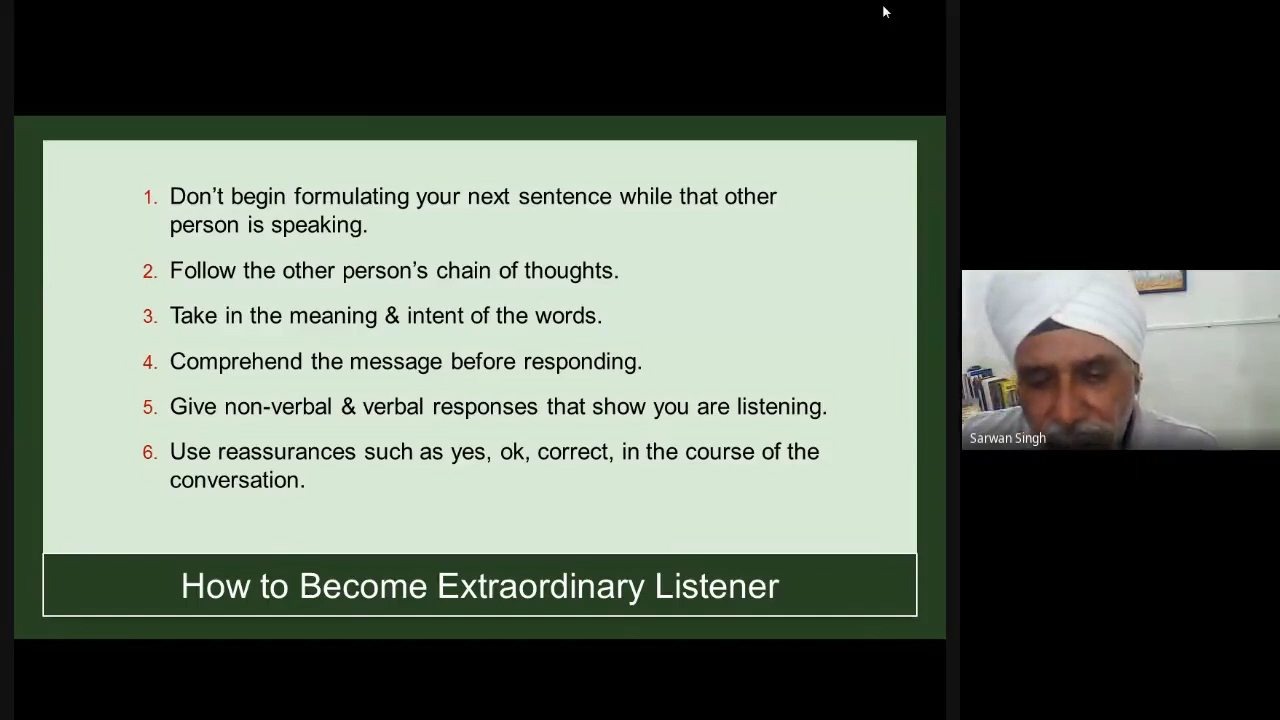 1. Don’t begin formulating your next sentence while that other
person is speaking.
2. Follow the other person’s chain of thoughts.
3. Take in the meaning & intent of the words.
4. Comprehend the message before responding.
5. Give non-verbal & verbal responses that show you are listening.
6. Use reassurances such as yes, ok, correct, in the course of the
conversation.
How to Become Extraordinary Listener
Sarwan Singh